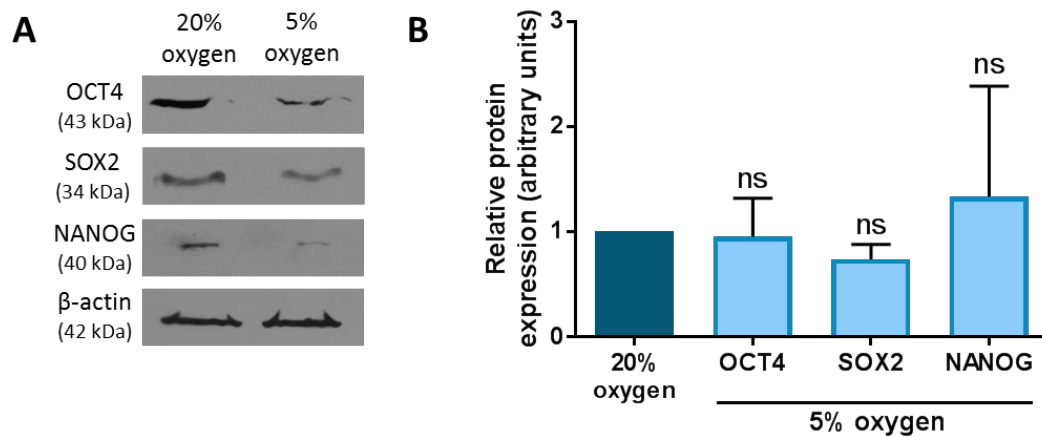 A
20% 5%
oxygen oxygen
OCT4
(43 kDa)
SOX2
(34 kDa)
NANOG
(40 kDa)
β-actin
(42 kDa)
B
Relative protein
expression (arbitrary units)
3
2
1
0
ns
ns
ns
20%
oxygen
OCT4
SOX2
NANOG
5% oxygen